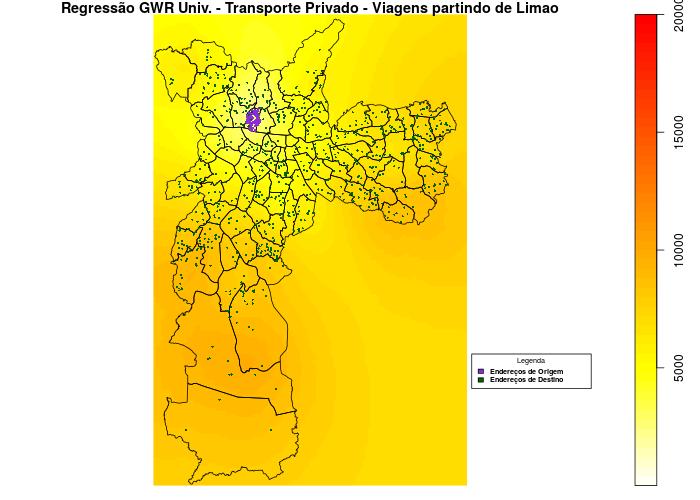 Regressão GWR Univ. - Transporte Privado - Viagens partindo de Limao
20000
15000
10000
5000
Legenda
Endereços de Origem
Endereços de Destino